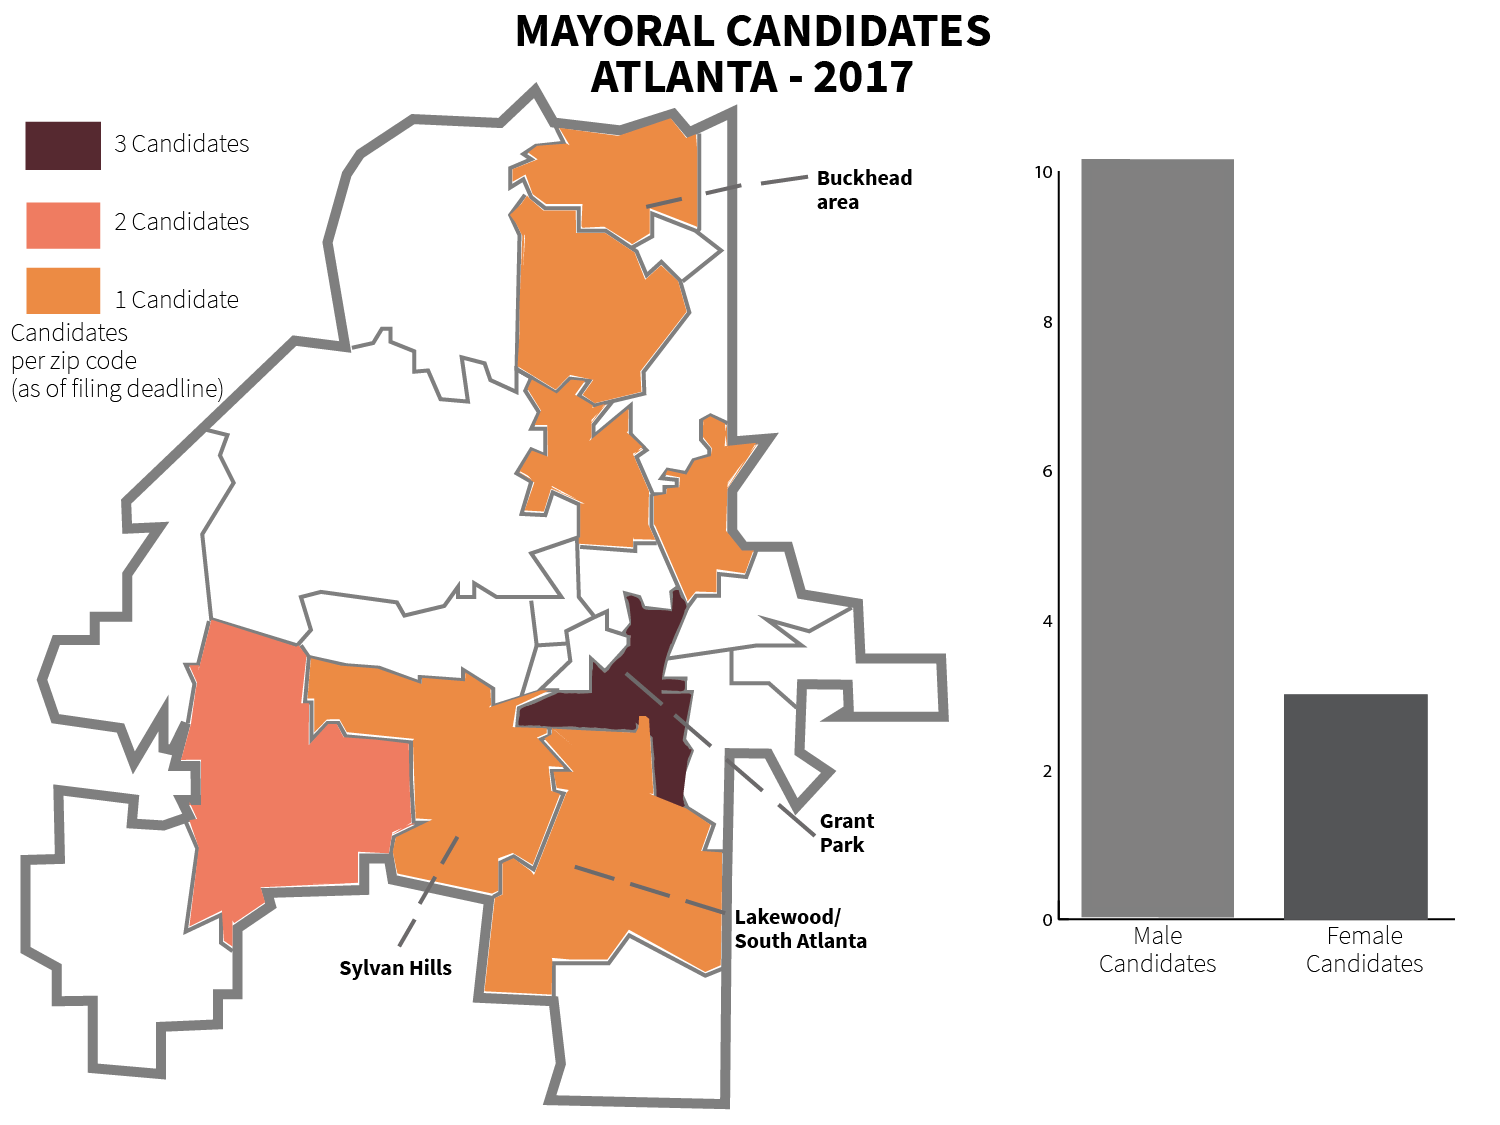 MAYORAL CANDIDATES
ATLANTA - 2017
3 Candidates
2 Candidates
1 Candidate
Candidates
per zip code
(as of filing deadline)
Buckhead
area
Grant
Park
Lakewood/
South Atlanta
Sylvan Hills
10
8
6
4
2
0
Male
Candidates
Female
Candidates